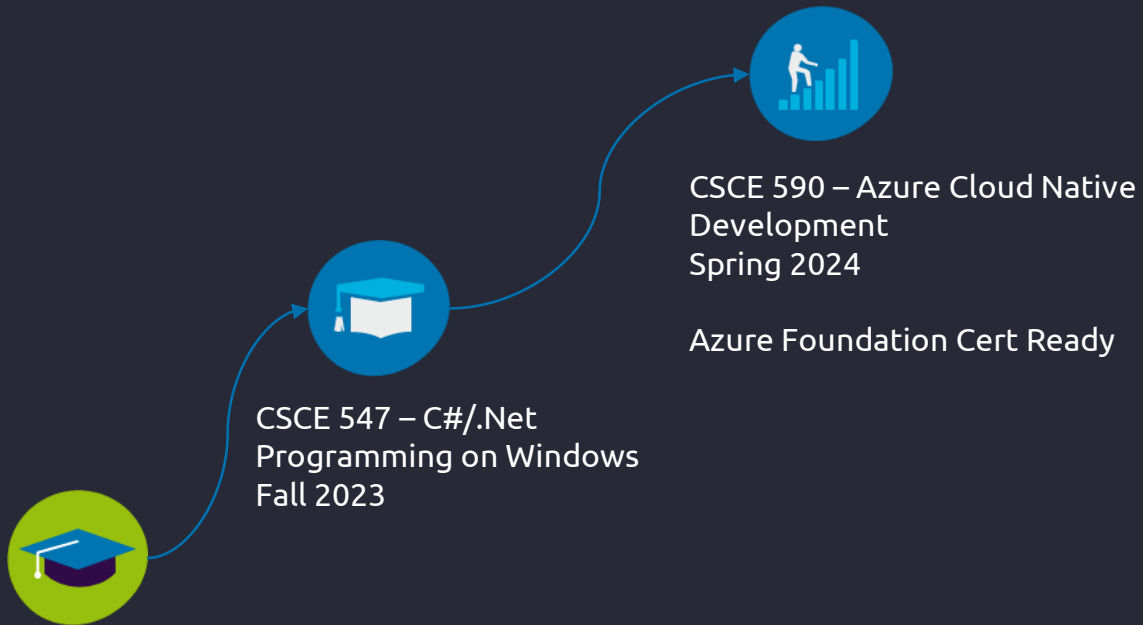 CSCE 590 – Azure Cloud Native
Development
Spring 2024
Azure Foundation Cert Ready
CSCE 547 – C#/.Net
Programming on Windows
Fall 2023